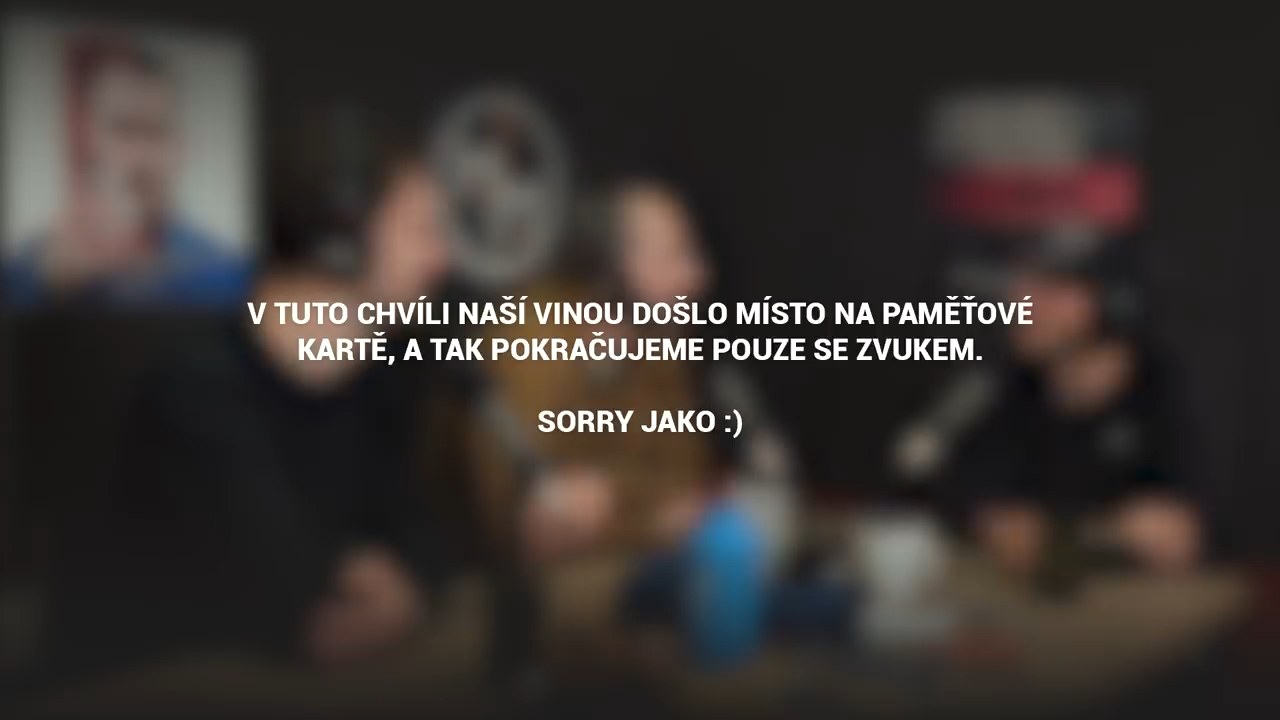 V TUTO CHVÍLI NAŠÍ VINOU DOŠLO MÍSTO NA PAMĚŤOVÉ
KARTĚ, A TAK POKRAČUJEME POUZE SE ZVUKEM.
SORRY JAKO :)